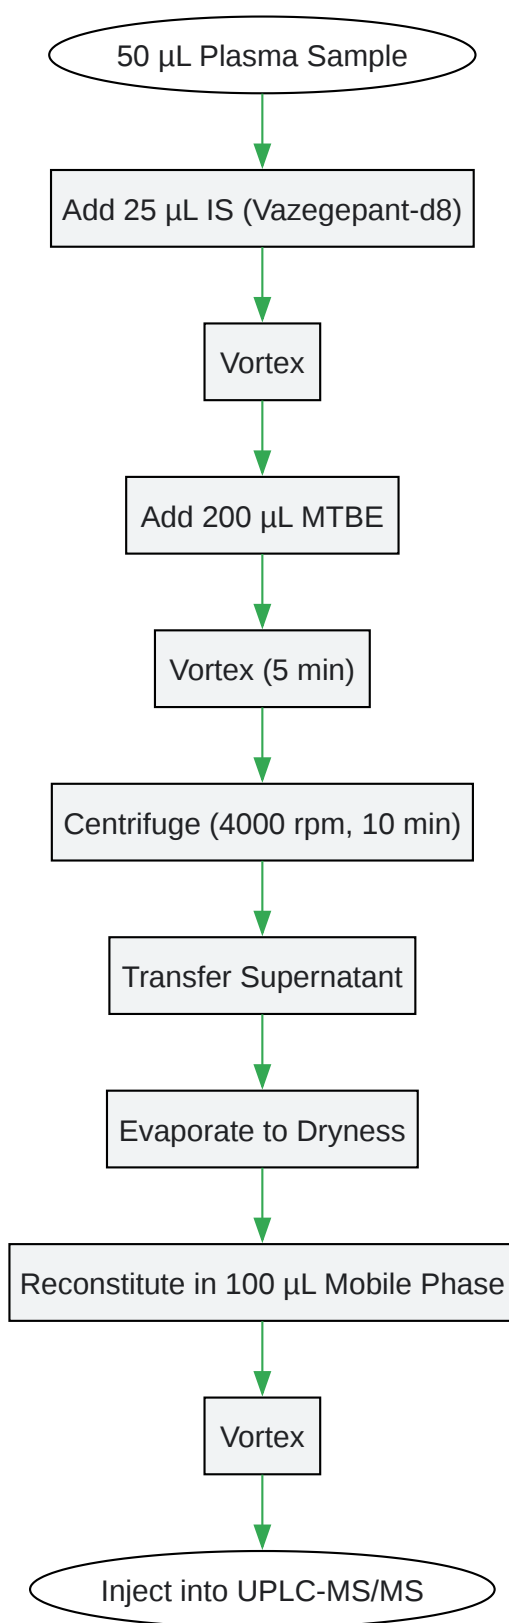 50 µL Plasma Sample
Add 25 µL IS (Vazegepant-d8)
Vortex
Add 200 µL MTBE
Vortex (5 min)
Centrifuge (4000 rpm, 10 min)
Transfer Supernatant
Evaporate to Dryness
Reconstitute in 100 µL Mobile Phase
Vortex
Inject into UPLC-MS/MS